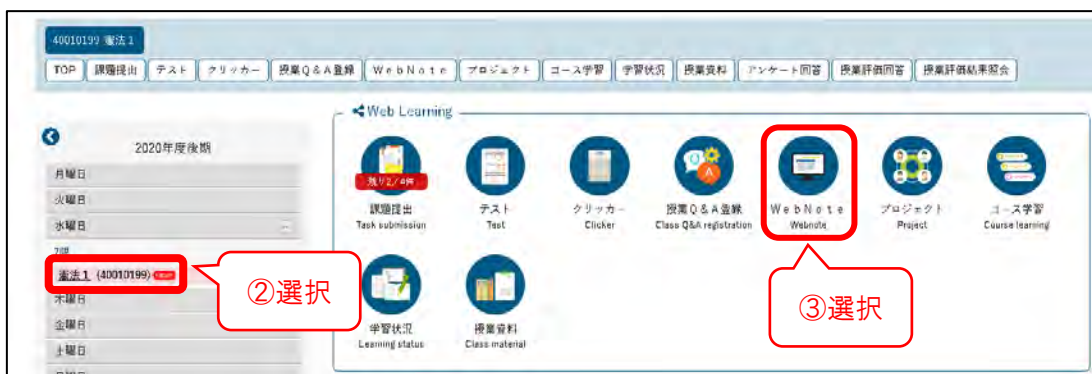 40010199 憲法1
TOP 課題提出 テスト クリッカー 授業Q&A登録 WebNote プロジェクト コース学習 学習状況 授業資料 アンケート回答 授業評価回答 授業評価結果照会
2020年度後期
月曜日
火曜日
水曜日
憲法1 (40010199)
②選択
木曜日
金曜日
土曜日
Web Learning
残り2/4件
課題提出
Task submission
テスト
Test
クリッカー
Clicker
授業Q&A登録
Class Q&A registration
WebNote
Webnote
プロジェクト
Project
コース学習
Course learning
③選択
学習状況
Learning status
授業資料
Class material